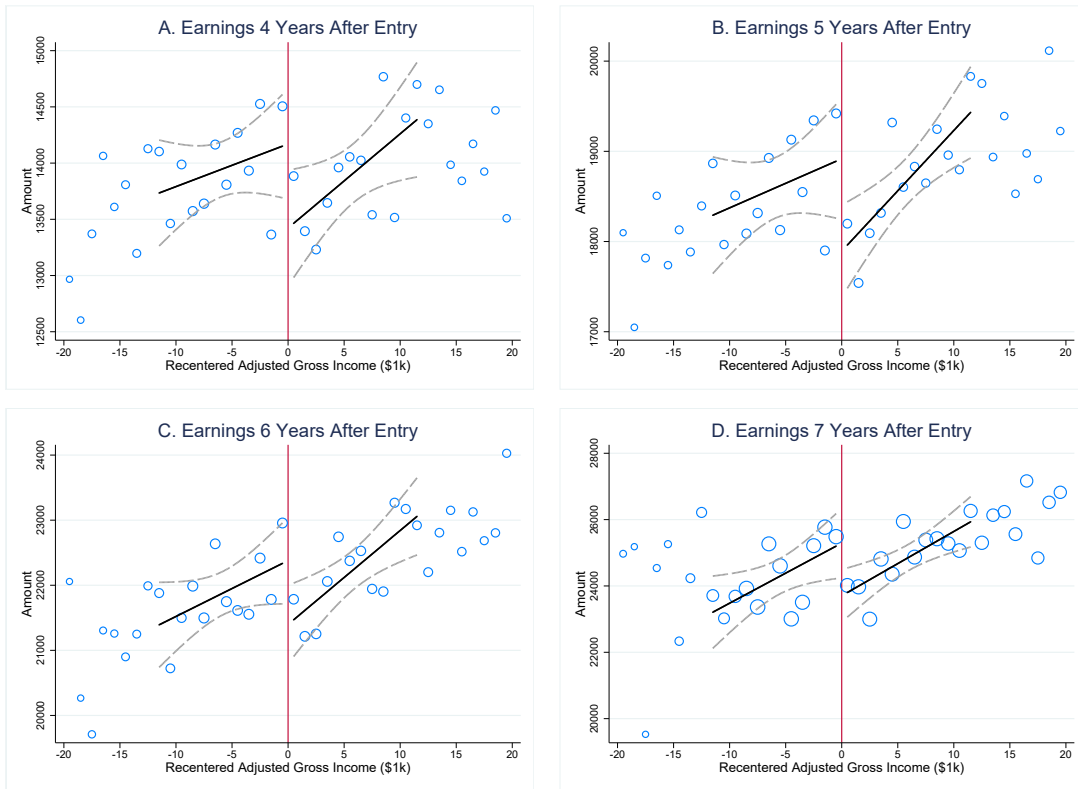 A. Earnings 4 Years After Entry
Amount
15000
14500
14000
13500
13000
12500
-20 -15 -10 -5 0 5 10 15 20
Recentered Adjusted Gross Income ($1k)
B. Earnings 5 Years After Entry
Amount
20000
19000
18000
17000
-20 -15 -10 -5 0 5 10 15 20
Recentered Adjusted Gross Income ($1k)
C. Earnings 6 Years After Entry
Amount
24000
23000
22000
21000
20000
-20 -15 -10 -5 0 5 10 15 20
Recentered Adjusted Gross Income ($1k)
D. Earnings 7 Years After Entry
Amount
28000
26000
24000
22000
20000
-20 -15 -10 -5 0 5 10 15 20
Recentered Adjusted Gross Income ($1k)